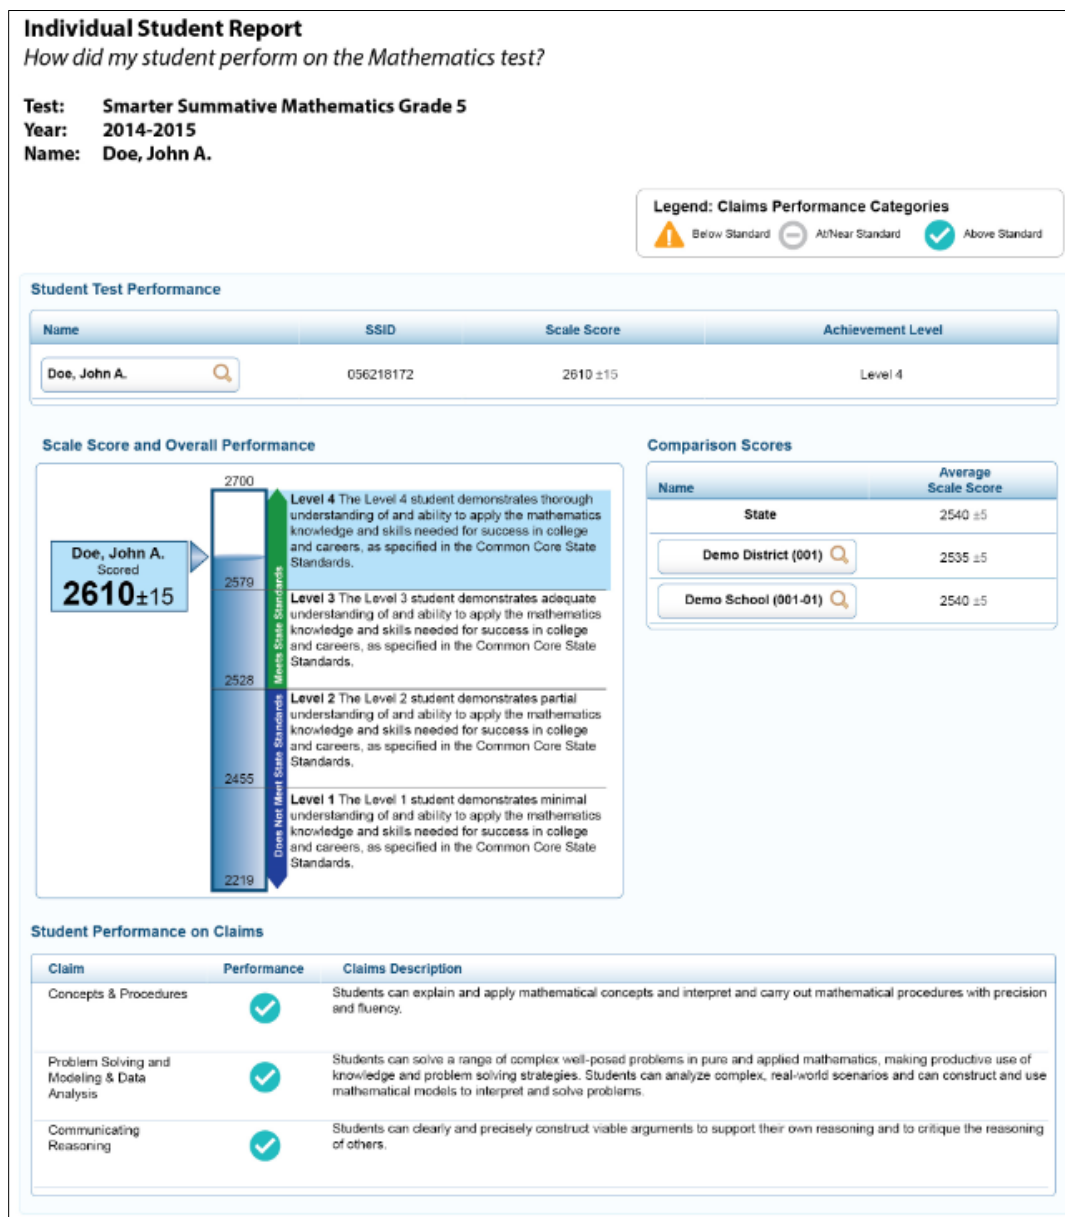 Individual Student Report
How did my student perform on the Mathematics test?
Test: Smarter Summative Mathematics Grade 5
Year: 2014-2015
Name: Doe, John A.
Legend: Claims Performance Categories
Below Standard At/Near Standard Above Standard
Student Test Performance
Name SSID Scale Score Achievement Level
Doe, John A. 056218172 2610 ±15 Level 4
Scale Score and Overall Performance
2700
Doe, John A.
Scored
2610±15
2579
2528
2455
2219
Meets State Standards
Does Not Meet State Standards
Level 4 The Level 4 student demonstrates thorough
understanding of and ability to apply the mathematics
knowledge and skills needed for success in college
and careers, as specified in the Common Core State
Standards.
Level 3 The Level 3 student demonstrates adequate
understanding of and ability to apply the mathematics
knowledge and skills needed for success in college
and careers, as specified in the Common Core State
Standards.
Level 2 The Level 2 student demonstrates partial
understanding of and ability to apply the mathematics
knowledge and skills needed for success in college
and careers, as specified in the Common Core State
Standards.
Level 1 The Level 1 student demonstrates minimal
understanding of and ability to apply the mathematics
knowledge and skills needed for success in college
and careers, as specified in the Common Core State
Standards.
Comparison Scores
Name Average
Scale Score
State 2540 ±5
Demo District (001) 2535 ±5
Demo School (001-01) 2540 ±5
Student Performance on Claims
Claim Performance Claims Description
Concepts & Procedures
Students can explain and apply mathematical concepts and interpret and carry out mathematical procedures with precision
and fluency.
Problem Solving and
Modeling & Data
Analysis
Students can solve a range of complex well-posed problems in pure and applied mathematics, making productive use of
knowledge and problem solving strategies. Students can analyze complex, real-world scenarios and can construct and use
mathematical models to interpret and solve problems.
Communicating
Reasoning
Students can clearly and precisely construct viable arguments to support their own reasoning and to critique the reasoning
of others.